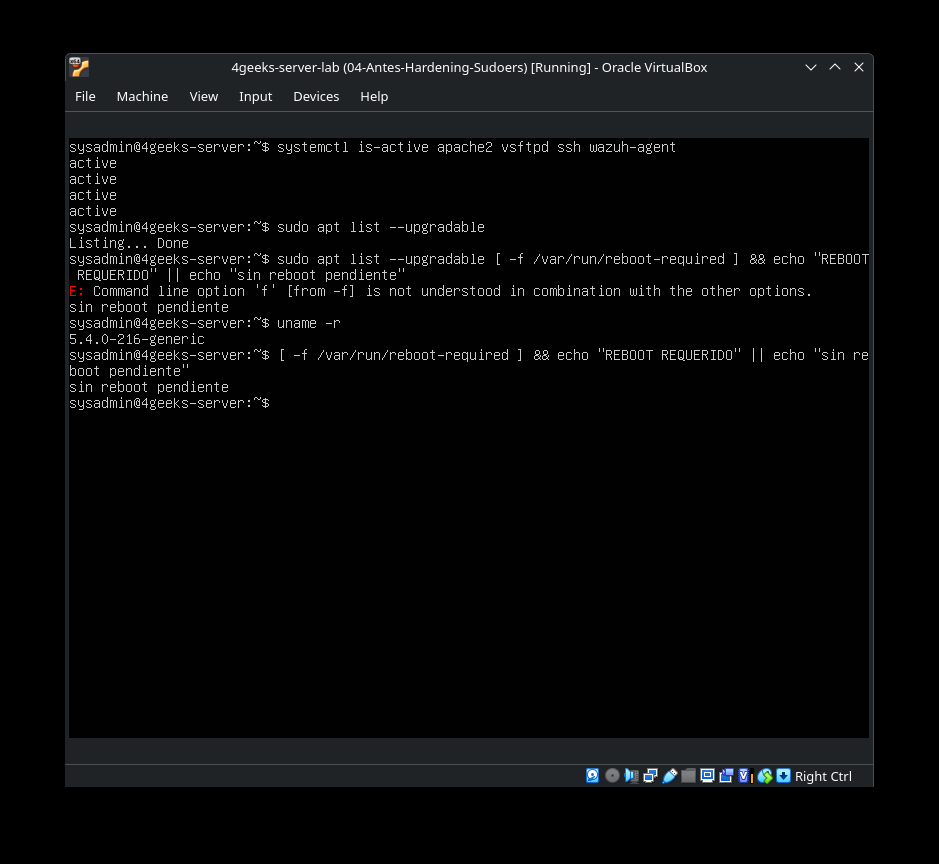 4geeks-server-lab (04-Antes-Hardening-Sudoers) [Running] - Oracle VirtualBox
File Machine View Input Devices Help
sysadmin@4geeks-server:~$ systemctl is-active apache2 vsftpd ssh wazuh-agent
active
active
active
active
sysadmin@4geeks-server:~$ sudo apt list --upgradable
Listing... Done
sysadmin@4geeks-server:~$ sudo apt list --upgradable [ -f /var/run/reboot-required ] && echo "REBOOT
 REQUERIDO" || echo "sin reboot pendiente"
E: Command line option 'f' [from -f] is not understood in combination with the other options.
sin reboot pendiente
sysadmin@4geeks-server:~$ uname -r
5.4.0-216-generic
sysadmin@4geeks-server:~$ [ -f /var/run/reboot-required ] && echo "REBOOT REQUERIDO" || echo "sin re
boot pendiente"
sin reboot pendiente
sysadmin@4geeks-server:~$
Right Ctrl